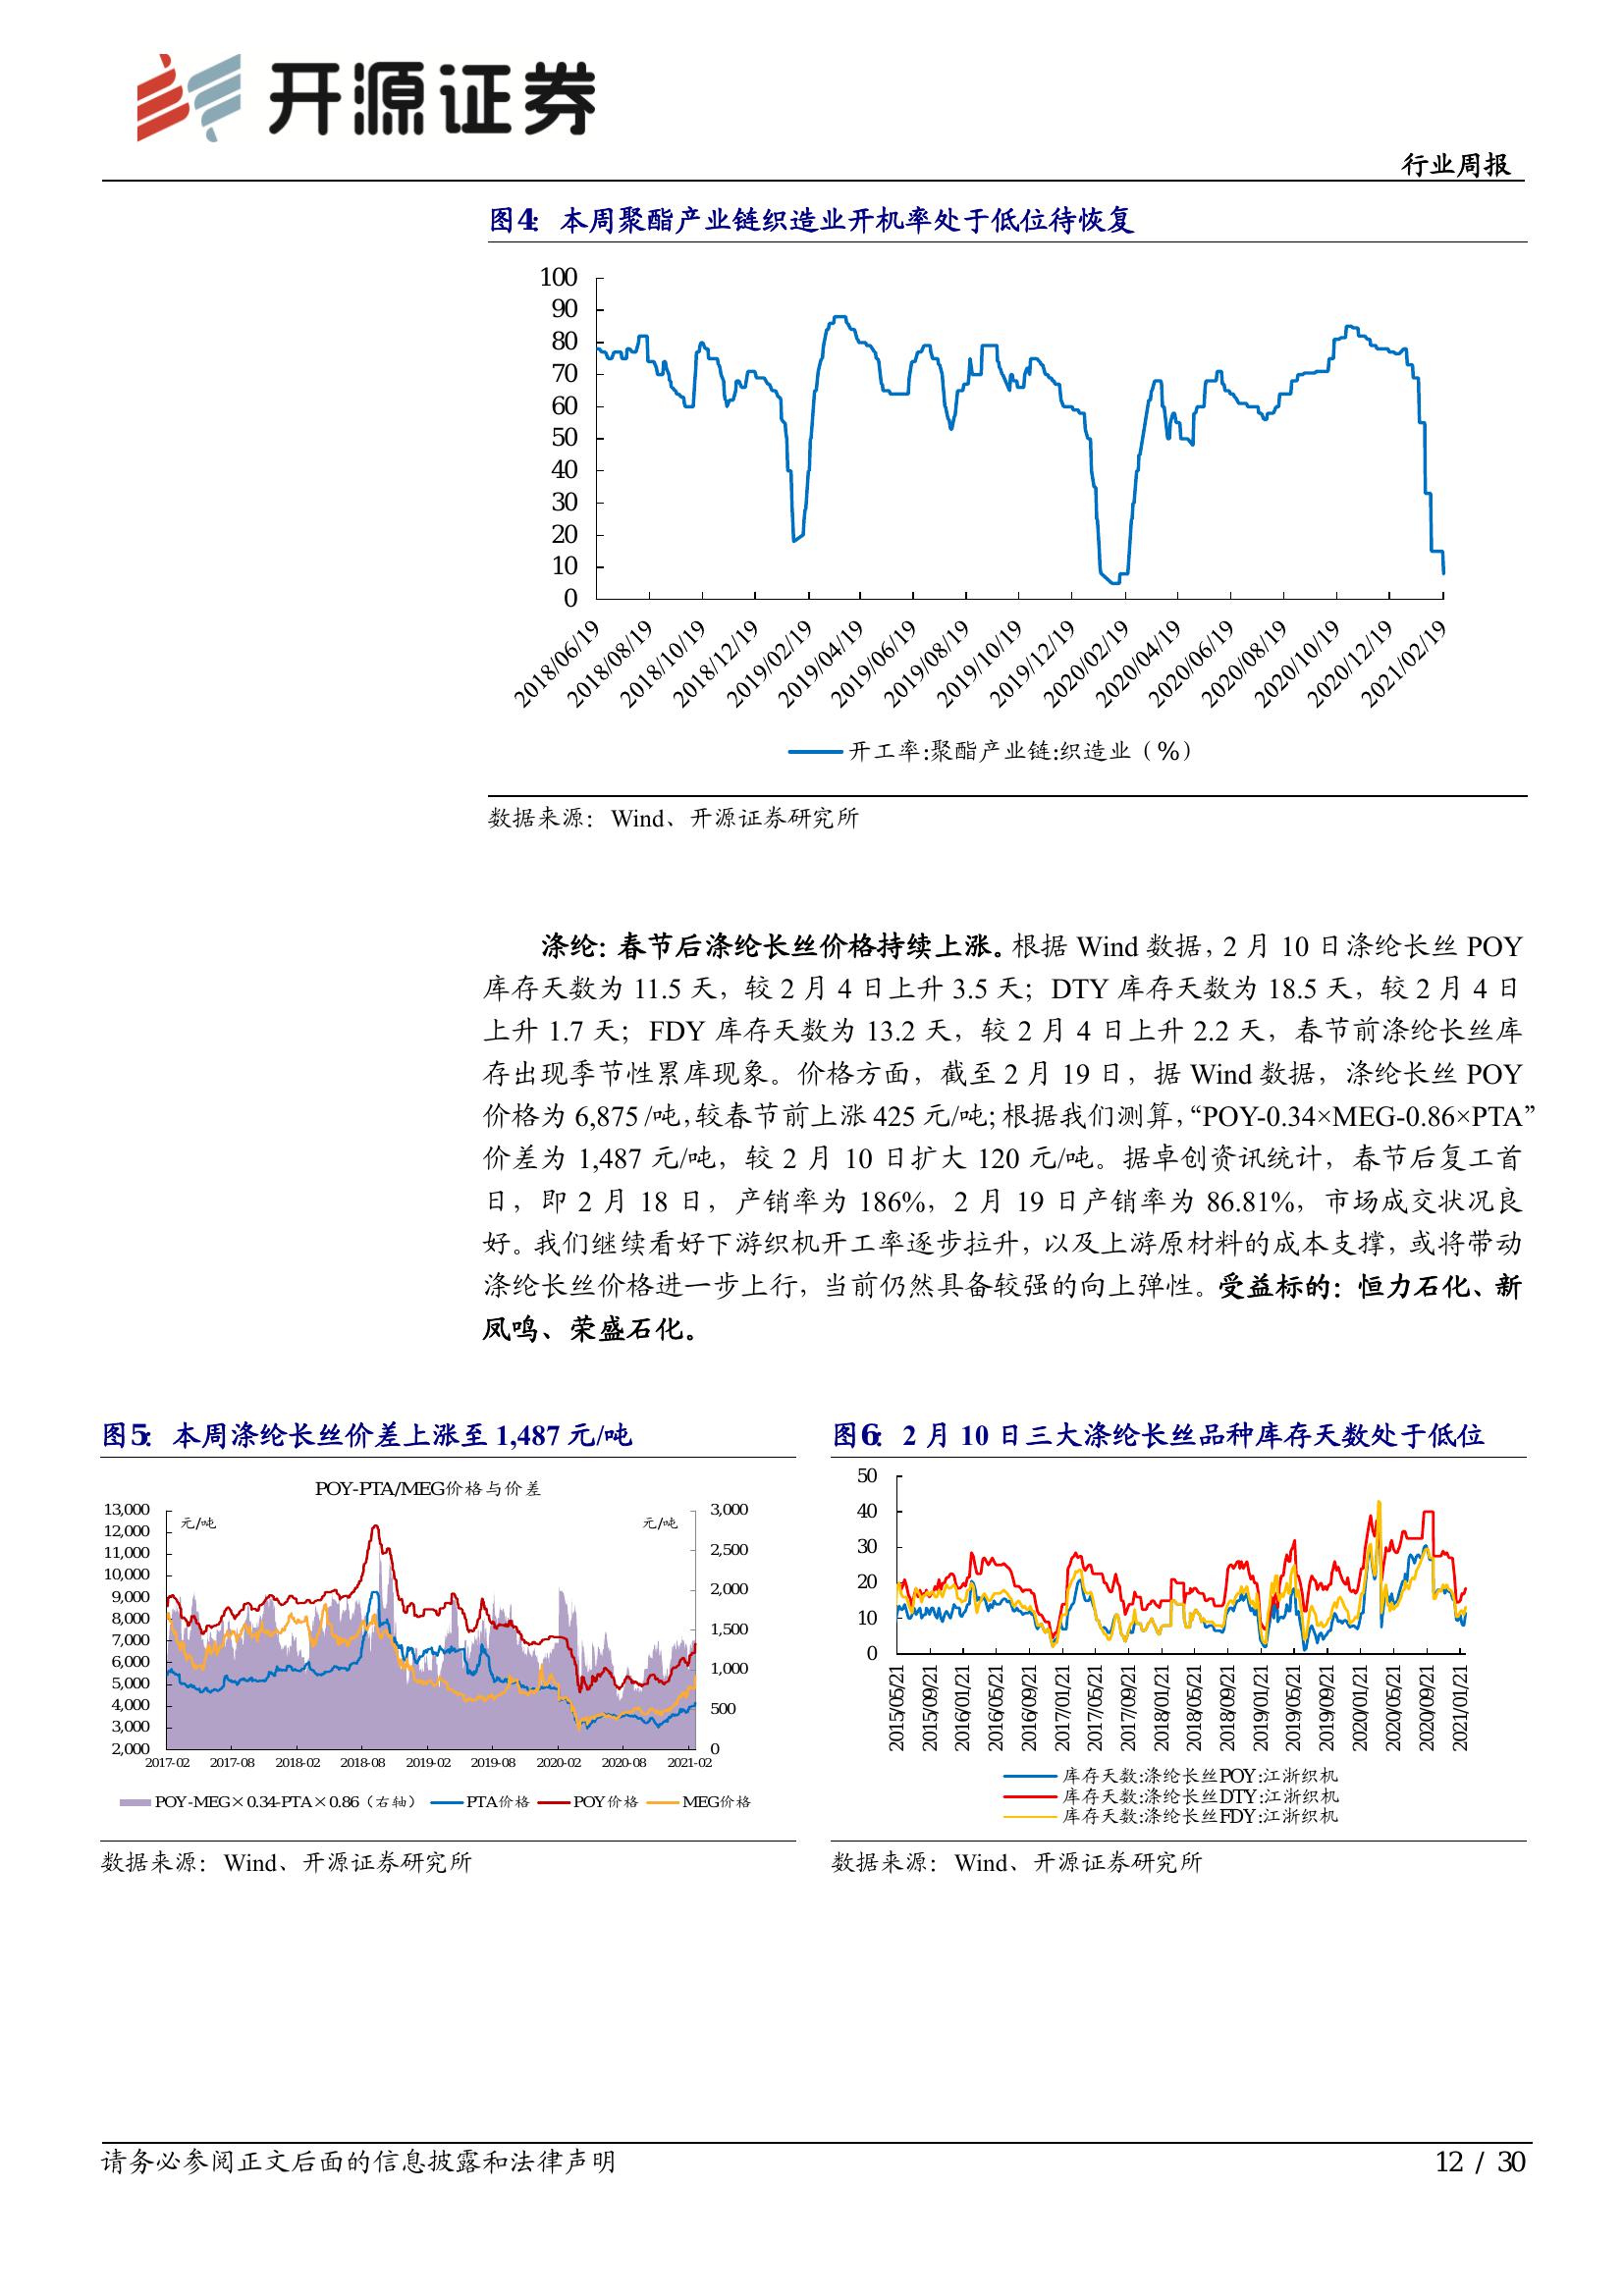 开源证券
行业周报
图4： 本周聚酯产业链织造业开机率处于低位待恢复
100
90
80
70
60
50
40
30
20
10
0
2018/06/19
2018/08/19
2018/10/19
2018/12/19
2019/02/19
2019/04/19
2019/06/19
2019/08/19
2019/10/19
2019/12/19
2020/02/19
2020/04/19
2020/06/19
2020/08/19
2020/10/19
2020/12/19
2021/02/19
开工率:聚酯产业链:织造业（%）
数据来源：Wind、开源证券研究所
涤纶：春节后涤纶长丝价格持续上涨。根据 Wind 数据，2 月 10 日涤纶长丝 POY
库存天数为 11.5 天，较 2 月 4 日上升 3.5 天；DTY 库存天数为 18.5 天，较 2 月 4 日
上升 1.7 天；FDY 库存天数为 13.2 天，较 2 月 4 日上升 2.2 天，春节前涤纶长丝库
存出现季节性累库现象。价格方面，截至 2 月 19 日，据 Wind 数据，涤纶长丝 POY
价格为 6,875 /吨，较春节前上涨 425 元/吨；根据我们测算，“POY-0.34×MEG-0.86×PTA”
价差为 1,487 元/吨，较 2 月 10 日扩大 120 元/吨。据卓创资讯统计，春节后复工首
日，即 2 月 18 日，产销率为 186%，2 月 19 日产销率为 86.81%，市场成交状况良
好。我们继续看好下游织机开工率逐步拉升，以及上游原材料的成本支撑，或将带动
涤纶长丝价格进一步上行，当前仍然具备较强的向上弹性。受益标的：恒力石化、新
凤鸣、荣盛石化。
图5： 本周涤纶长丝价差上涨至 1,487 元/吨
POY-PTA/MEG价格与价差
元/吨
元/吨
13,000
12,000
11,000
10,000
9,000
8,000
7,000
6,000
5,000
4,000
3,000
2,000
3,000
2,500
2,000
1,500
1,000
500
0
2017-02
2017-08
2018-02
2018-08
2019-02
2019-08
2020-02
2020-08
2021-02
POY-MEG×0.34-PTA×0.86（右轴） PTA价格 POY价格 MEG价格
数据来源：Wind、开源证券研究所
图6： 2 月 10 日三大涤纶长丝品种库存天数处于低位
50
40
30
20
10
0
2015/05/21
2015/09/21
2016/01/21
2016/05/21
2016/09/21
2017/01/21
2017/05/21
2017/09/21
2018/01/21
2018/05/21
2018/09/21
2019/01/21
2019/05/21
2019/09/21
2020/01/21
2020/05/21
2020/09/21
2021/01/21
库存天数:涤纶长丝POY:江浙织机
库存天数:涤纶长丝DTY:江浙织机
库存天数:涤纶长丝FDY:江浙织机
数据来源：Wind、开源证券研究所
请务必参阅正文后面的信息披露和法律声明
12 / 30